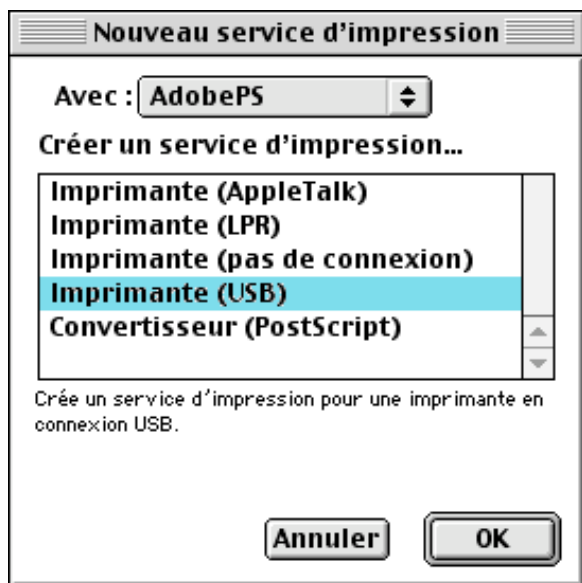 Nouveau service d'impression
Avec : AdobePS
Créer un service d'impression...
Imprimante (AppleTalk)
Imprimante (LPR)
Imprimante (pas de connexion)
Imprimante (USB)
Convertisseur (PostScript)
Crée un service d'impression pour une imprimante en
connexion USB.
Annuler OK